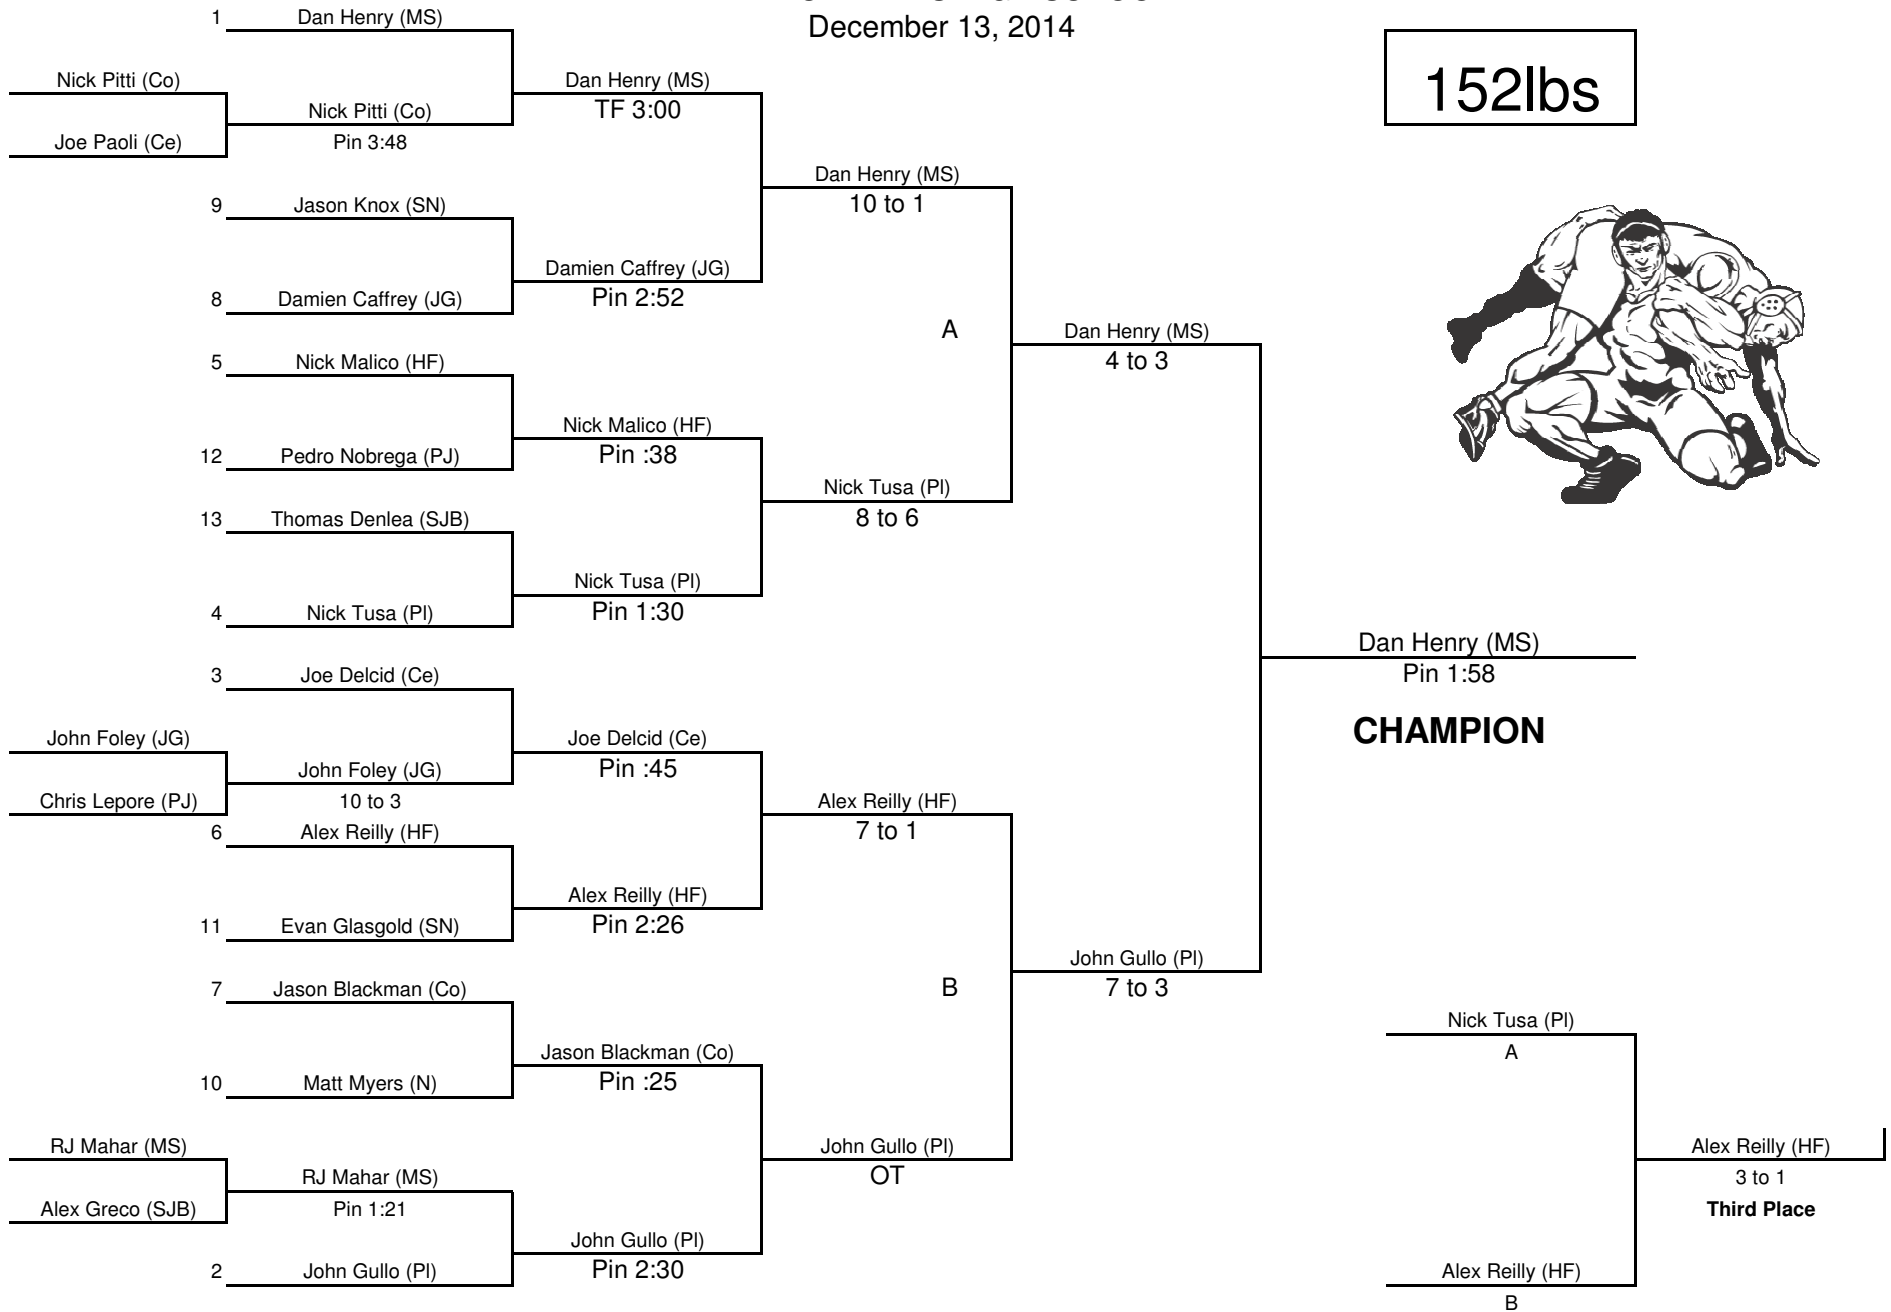 December 13, 2014
152lbs
1 Dan Henry (MS)
Nick Pitti (Co)
Joe Paoli (Ce)
Nick Pitti (Co)
Pin 3:48
Dan Henry (MS)
TF 3:00
9 Jason Knox (SN)
8 Damien Caffrey (JG)
Damien Caffrey (JG)
Pin 2:52
Dan Henry (MS)
10 to 1
5 Nick Malico (HF)
12 Pedro Nobrega (PJ)
Nick Malico (HF)
Pin :38
13 Thomas Denlea (SJB)
4 Nick Tusa (Pl)
Nick Tusa (Pl)
Pin 1:30
Nick Tusa (Pl)
8 to 6
A
Dan Henry (MS)
4 to 3
3 Joe Delcid (Ce)
John Foley (JG)
Chris Lepore (PJ)
John Foley (JG)
10 to 3
Joe Delcid (Ce)
Pin :45
6 Alex Reilly (HF)
11 Evan Glasgold (SN)
Alex Reilly (HF)
Pin 2:26
Alex Reilly (HF)
7 to 1
7 Jason Blackman (Co)
10 Matt Myers (N)
Jason Blackman (Co)
Pin :25
RJ Mahar (MS)
Alex Greco (SJB)
RJ Mahar (MS)
Pin 1:21
2 John Gullo (Pl)
John Gullo (Pl)
Pin 2:30
John Gullo (Pl)
OT
B
John Gullo (Pl)
7 to 3
Dan Henry (MS)
Pin 1:58
CHAMPION
Nick Tusa (Pl)
A
Alex Reilly (HF)
B
Alex Reilly (HF)
3 to 1
Third Place